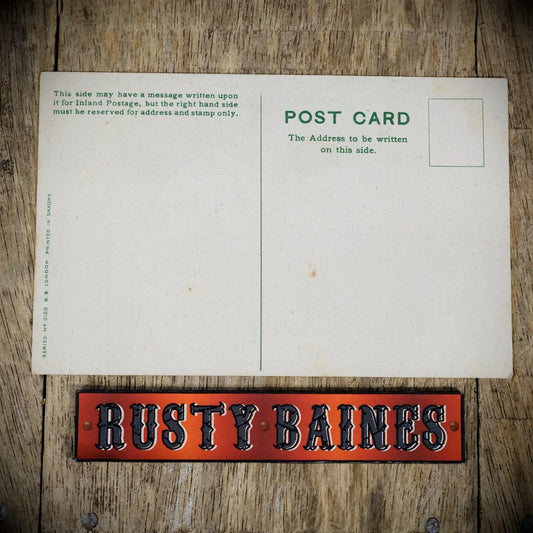 This side may have a message written upon
it for Inland Postage, but the right hand side
must be reserved for address and stamp only.
POST CARD
The Address to be written
on this side.
SERIES Nº 2120 B.B. LONDON PRINTED IN SAXONY
RUSTY BAINES